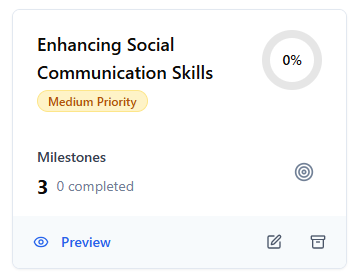 Enhancing Social
Communication Skills
0%
Medium Priority
Milestones
3 0 completed
Preview